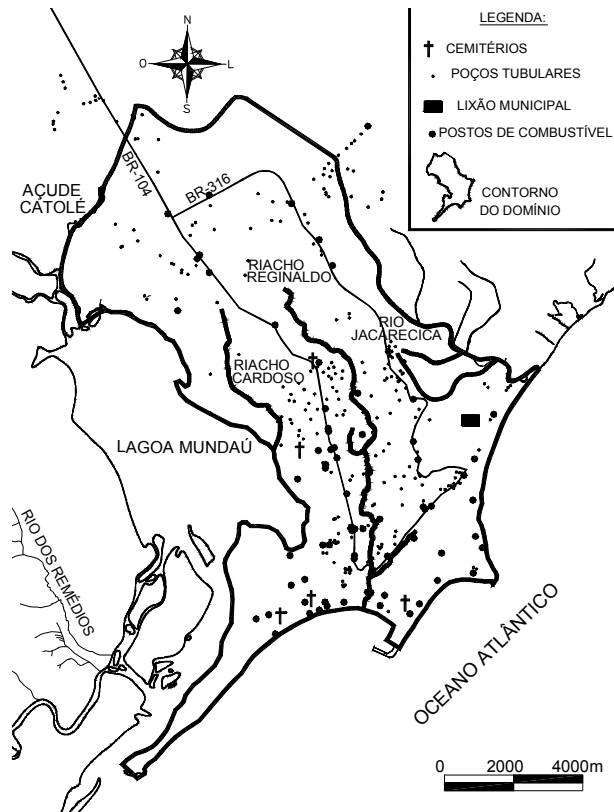 N
O L
S
LEGENDA:
CEMITÉRIOS
POÇOS TUBULARES
LIXÃO MUNICIPAL
POSTOS DE COMBUSTÍVEL
CONTORNO
DO DOMÍNIO
AÇUDE
CATOLÉ
BR-104
BR-316
RIACHO
REGINALDO
RIO
JACARECICA
RIACHO
CARDOSO
LAGOA MUNDAÚ
RIO DOS REMÉDIOS
OCEANO ATLÂNTICO
0 2000 4000m